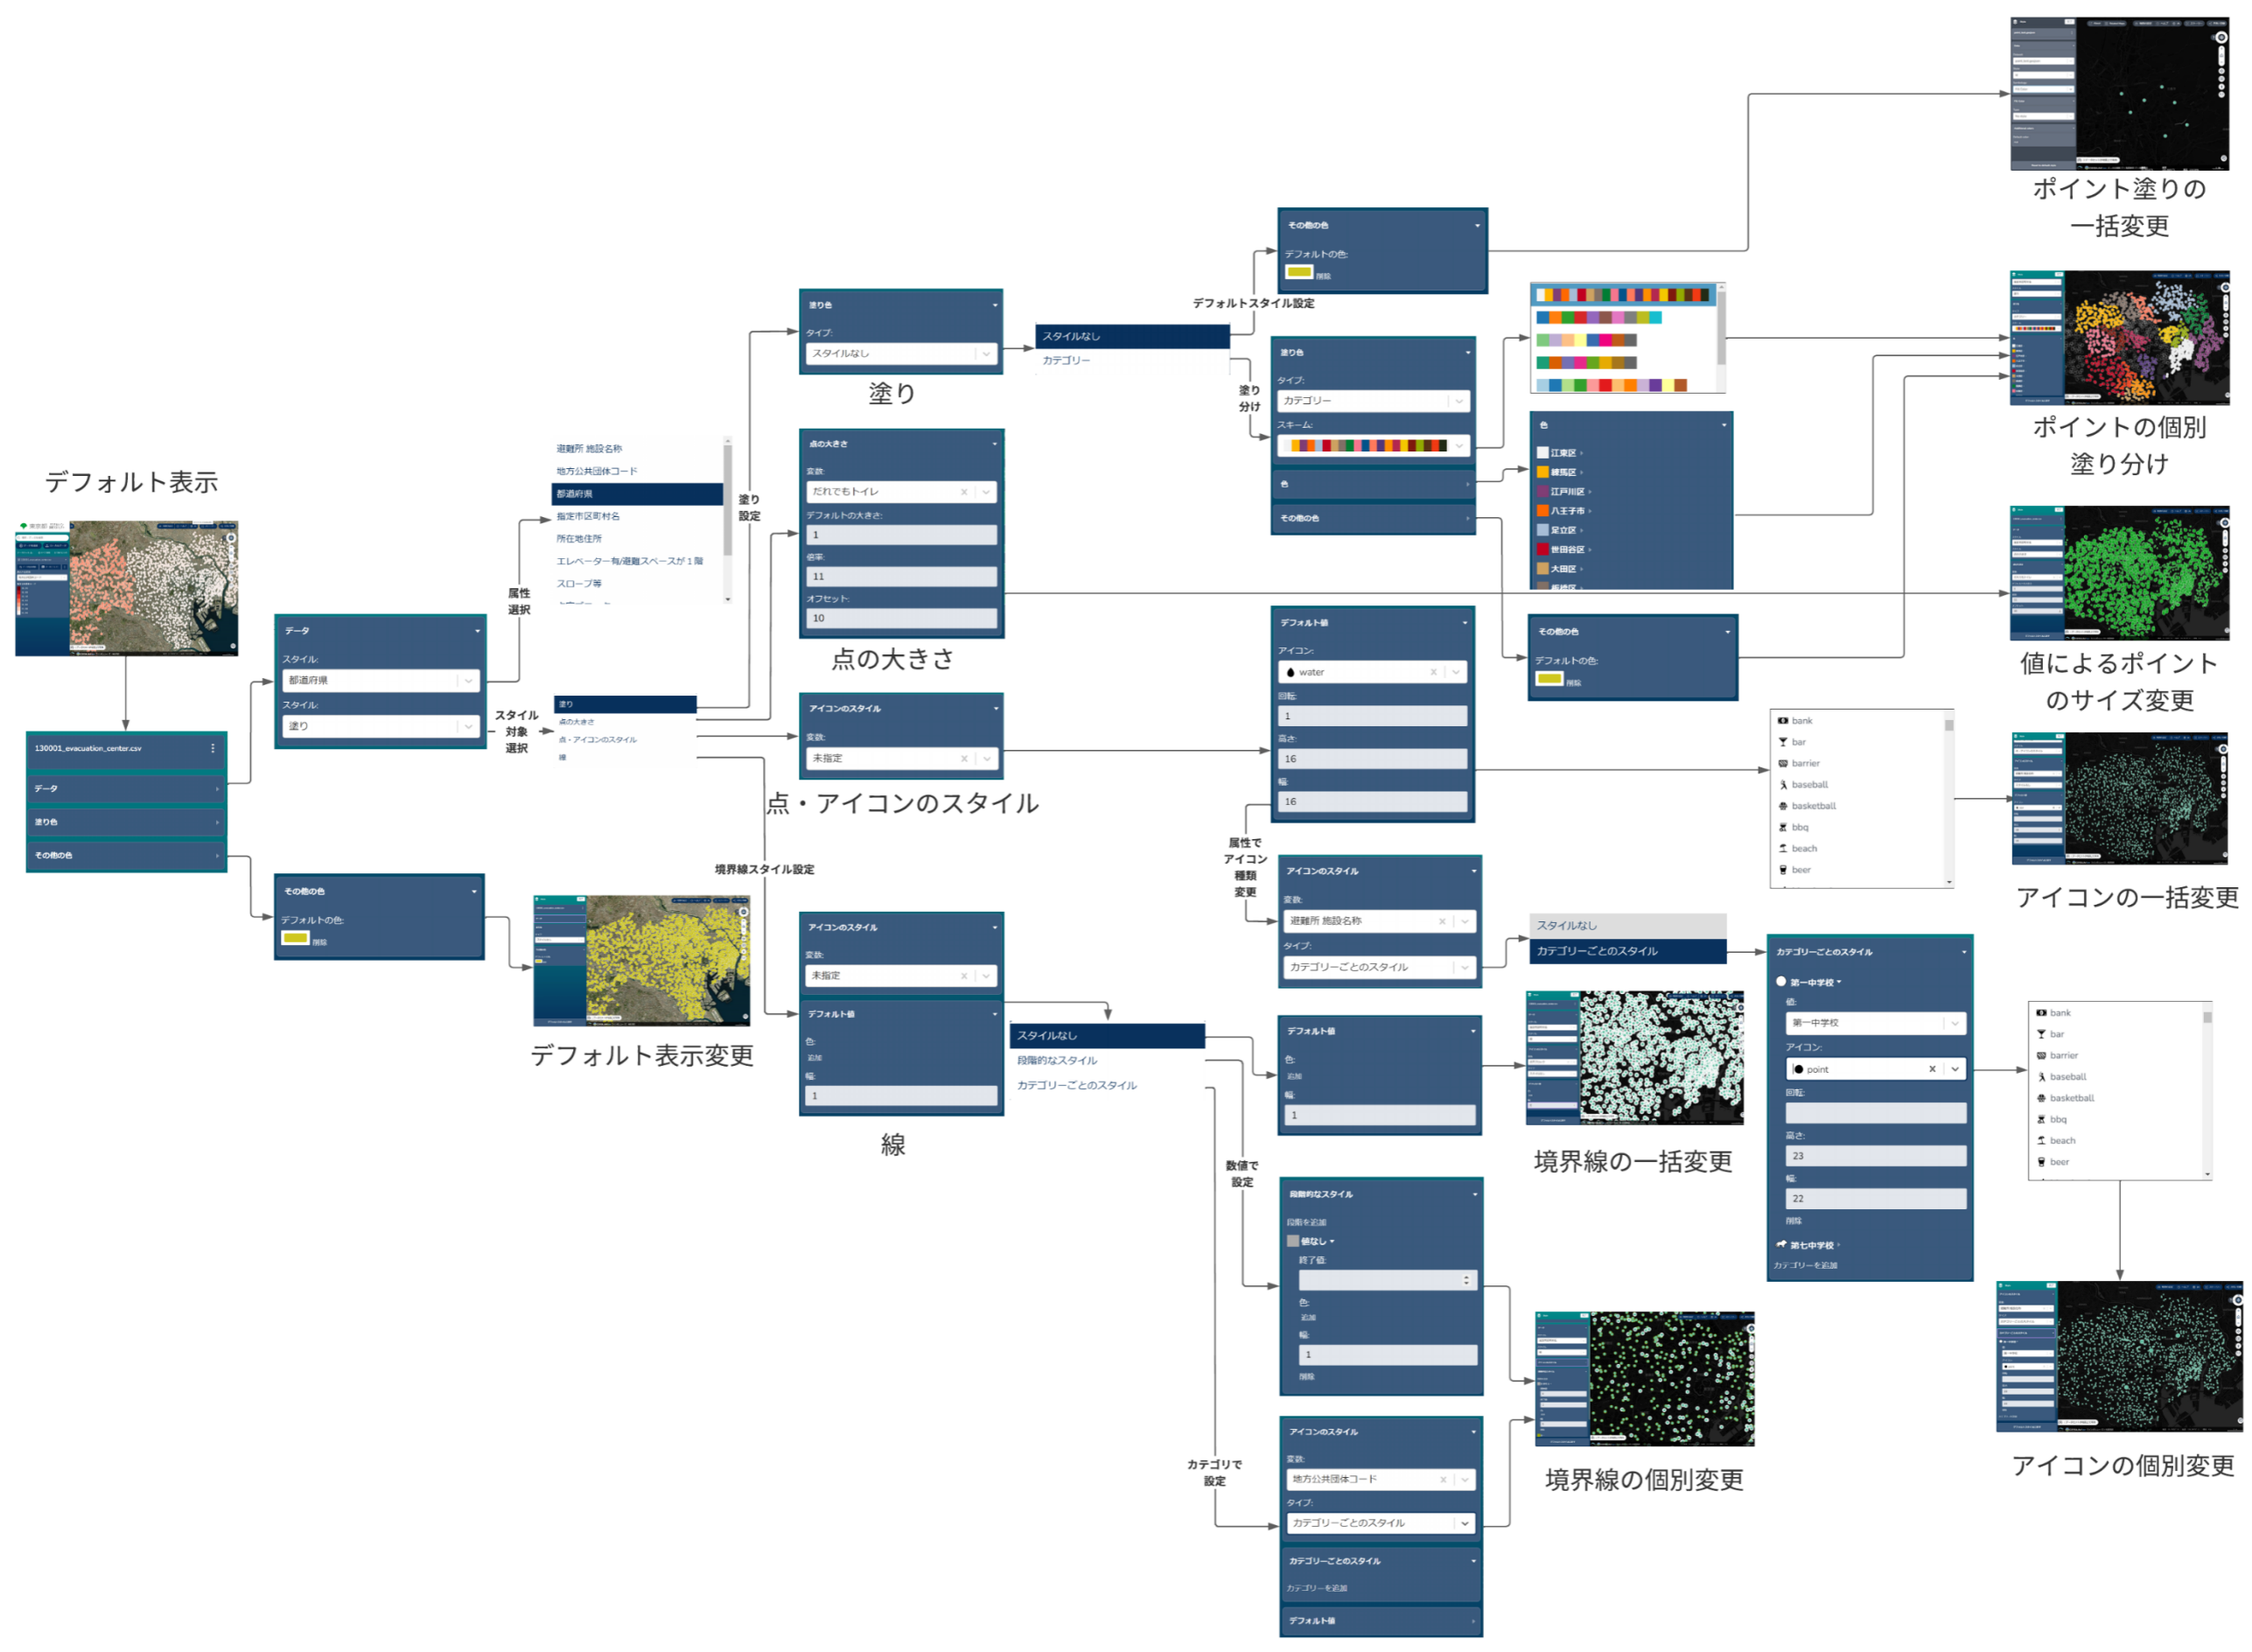 デフォルト表示
130001_evacuation_center.csv
データ
塗り色
その他の色
データ
スタイル:
都道府県
スタイル:
塗り
その他の色
デフォルトの色:
削除
デフォルト表示変更
属性
選択
スタイル
対象
選択
避難所 施設名称
地方公共団体コード
都道府県
指定市区町村名
所在地住所
エレベーター有/避難スペースが1階
スロープ等
塗り
点の大きさ
点・アイコンのスタイル
線
塗り
設定
境界線スタイル設定
塗り色
タイプ:
スタイルなし
塗り
点の大きさ
変数:
だれでもトイレ
デフォルトの大きさ:
1
倍率:
11
オフセット:
10
点の大きさ
アイコンのスタイル
変数:
未指定
点・アイコンのスタイル
アイコンのスタイル
変数:
未指定
デフォルト値
色:
追加
幅:
1
線
スタイルなし
カテゴリー
デフォルトスタイル設定
塗り
分け
その他の色
デフォルトの色:
削除
塗り色
タイプ:
カテゴリー
スキーム:
色
その他の色
色
江東区
練馬区
江戸川区
八王子市
足立区
世田谷区
大田区
板橋区
その他の色
デフォルトの色:
削除
デフォルト値
アイコン:
water
回転:
1
高さ:
16
幅:
16
属性で
アイコン
種類
変更
アイコンのスタイル
変数:
避難所 施設名称
タイプ:
カテゴリーごとのスタイル
スタイルなし
カテゴリーごとのスタイル
カテゴリーごとのスタイル
第一中学校
値:
第一中学校
アイコン:
point
回転:
高さ:
23
幅:
22
削除
第七中学校
カテゴリーを追加
bank
bar
barrier
baseball
basketball
bbq
beach
beer
bank
bar
barrier
baseball
basketball
bbq
beach
beer
スタイルなし
段階的なスタイル
カテゴリーごとのスタイル
数値で
設定
カテゴリで
設定
デフォルト値
色:
追加
幅:
1
境界線の一括変更
段階的なスタイル
段階を追加
値なし
終了値:
色:
追加
幅:
1
削除
アイコンのスタイル
変数:
地方公共団体コード
タイプ:
カテゴリーごとのスタイル
カテゴリーごとのスタイル
カテゴリーを追加
デフォルト値
境界線の個別変更
ポイント塗りの
一括変更
ポイントの個別
塗り分け
値によるポイント
のサイズ変更
アイコンの一括変更
アイコンの個別変更